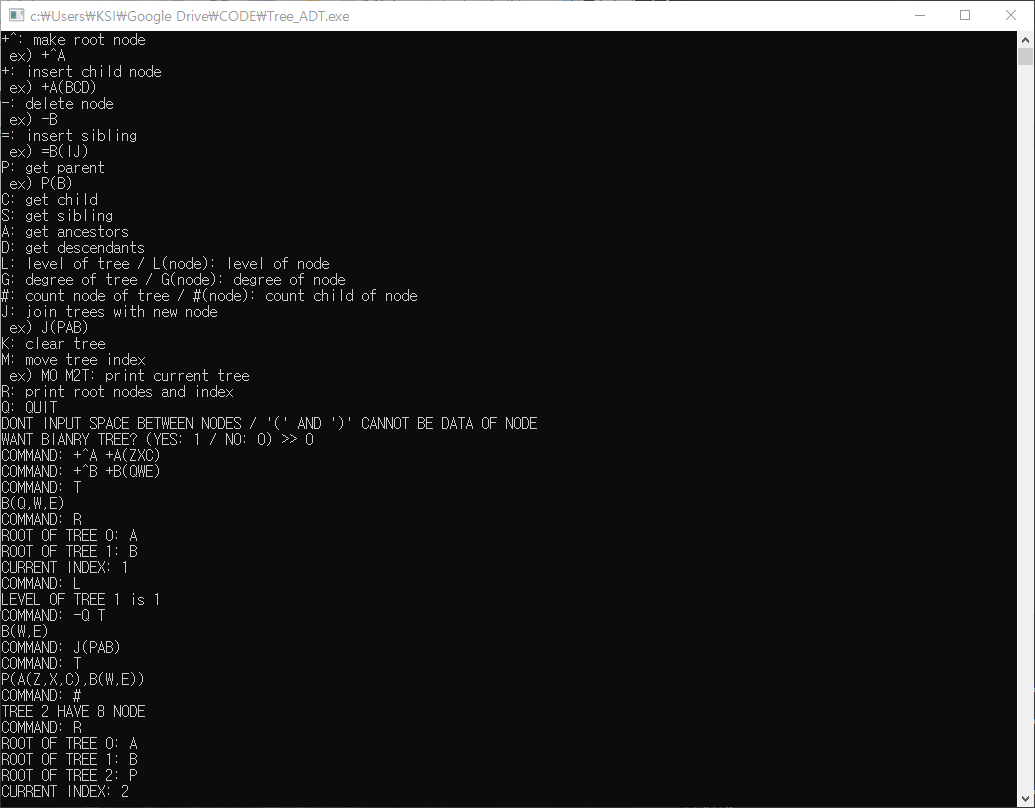 c:₩Users₩KSI₩Google Drive₩CODE₩Tree_ADT.exe
+^: make root node
ex) +^A
+: insert child node
ex) +A(BCD)
-: delete node
ex) -B
=: insert sibling
ex) =B(IJ)
P: get parent
ex) P(B)
C: get child
S: get sibling
A: get ancestors
D: get descendants
L: level of tree / L(node): level of node
G: degree of tree / G(node): degree of node
#: count node of tree / #(node): count child of node
J: join trees with new node
ex) J(PAB)
K: clear tree
M: move tree index
ex) M0 M2T: print current tree
R: print root nodes and index
Q: QUIT
DONT INPUT SPACE BETWEEN NODES / '(' AND ')' CANNOT BE DATA OF NODE
WANT BIANRY TREE? (YES: 1 / NO: 0) >> 0
COMMAND: +^A +A(ZXC)
COMMAND: +^B +B(QWE)
COMMAND: T
B(Q,W,E)
COMMAND: R
ROOT OF TREE 0: A
ROOT OF TREE 1: B
CURRENT INDEX: 1
COMMAND: L
LEVEL OF TREE 1 is 1
COMMAND: -Q T
B(W,E)
COMMAND: J(PAB)
COMMAND: T
P(A(Z,X,C),B(W,E))
COMMAND: #
TREE 2 HAVE 8 NODE
COMMAND: R
ROOT OF TREE 0: A
ROOT OF TREE 1: B
ROOT OF TREE 2: P
CURRENT INDEX: 2